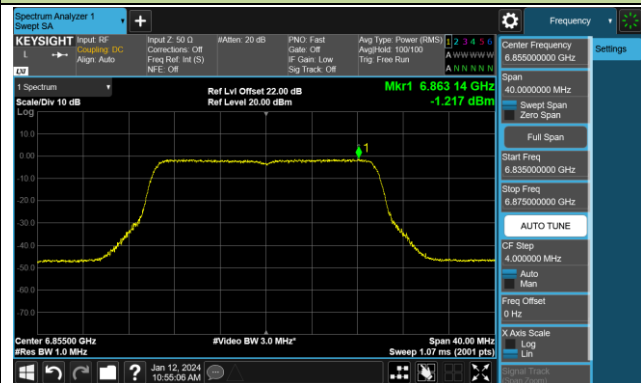 Spectrum Analyzer 1
Swept SA
Frequency
KEYSIGHT
L
LXI
Input: RF
Coupling: DC
Align: Auto
Input Z: 50 Ω
Corrections: Off
Freq Ref: Int (S)
NFE: Off
#Atten: 20 dB
PNO: Fast
Gate: Off
IF Gain: Low
Sig Track: Off
Avg Type: Power (RMS)
Avg|Hold: 100/100
Trig: Free Run
1 2 3 4 5 6
A W W W W W
A N N N N N
1 Spectrum
Scale/Div 10 dB
Log
Ref Lvl Offset 22.00 dB
Ref Level 20.00 dBm
Mkr1 6.863 14 GHz
-1.217 dBm
10.0
0.00
-10.0
-20.0
-30.0
-40.0
-50.0
-60.0
-70.0
1
Center 6.85500 GHz
#Res BW 1.0 MHz
#Video BW 3.0 MHz*
Span 40.00 MHz
Sweep 1.07 ms (2001 pts)
Jan 12, 2024
10:55:06 AM
Center Frequency
6.855000000 GHz
Span
40.0000000 MHz
Swept Span
Zero Span
Full Span
Start Freq
6.835000000 GHz
Stop Freq
6.875000000 GHz
AUTO TUNE
CF Step
4.000000 MHz
Auto
Man
Freq Offset
0 Hz
X Axis Scale
Log
Lin
Signal Track
(Span Zoom)
Settings